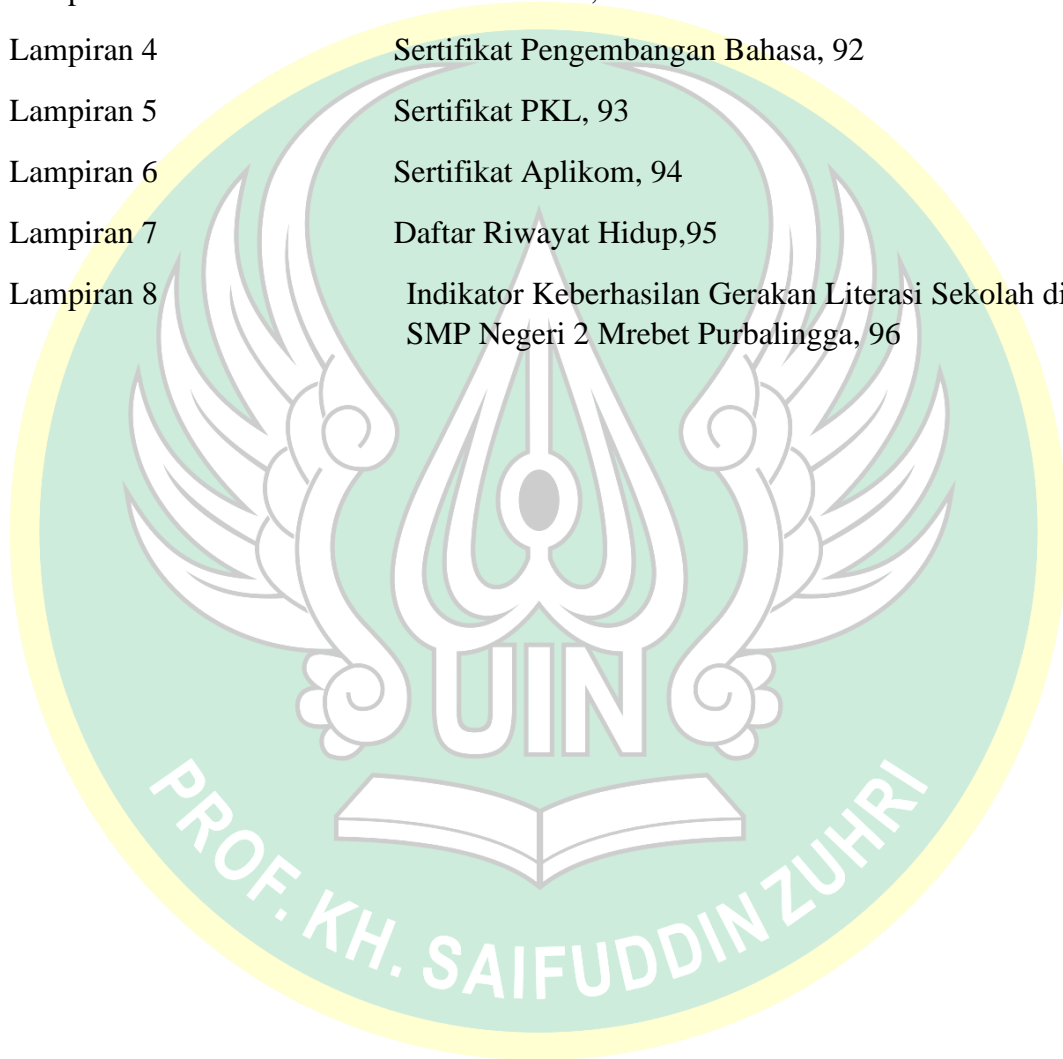 Lampiran 4 Sertifikat Pengembangan Bahasa, 92
Lampiran 5 Sertifikat PKL, 93
Lampiran 6 Sertifikat Aplikom, 94
Lampiran 7 Daftar Riwayat Hidup,95
Lampiran 8 Indikator Keberhasilan Gerakan Literasi Sekolah di
SMP Negeri 2 Mrebet Purbalingga, 96
UIN
PROF. KH. SAIFUDDIN ZUHRI